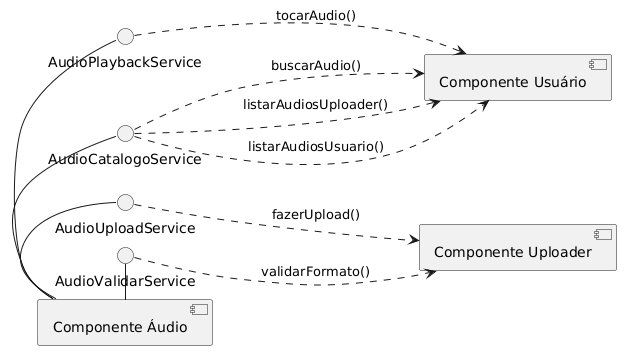 tocarAudio()
AudioPlaybackService
buscarAudio()
Componente Usuário
listarAudiosUploader()
listarAudiosUsuario()
AudioCatalogoService
fazerUpload()
AudioUploadService
Componente Uploader
validarFormato()
AudioValidarService
Componente Áudio